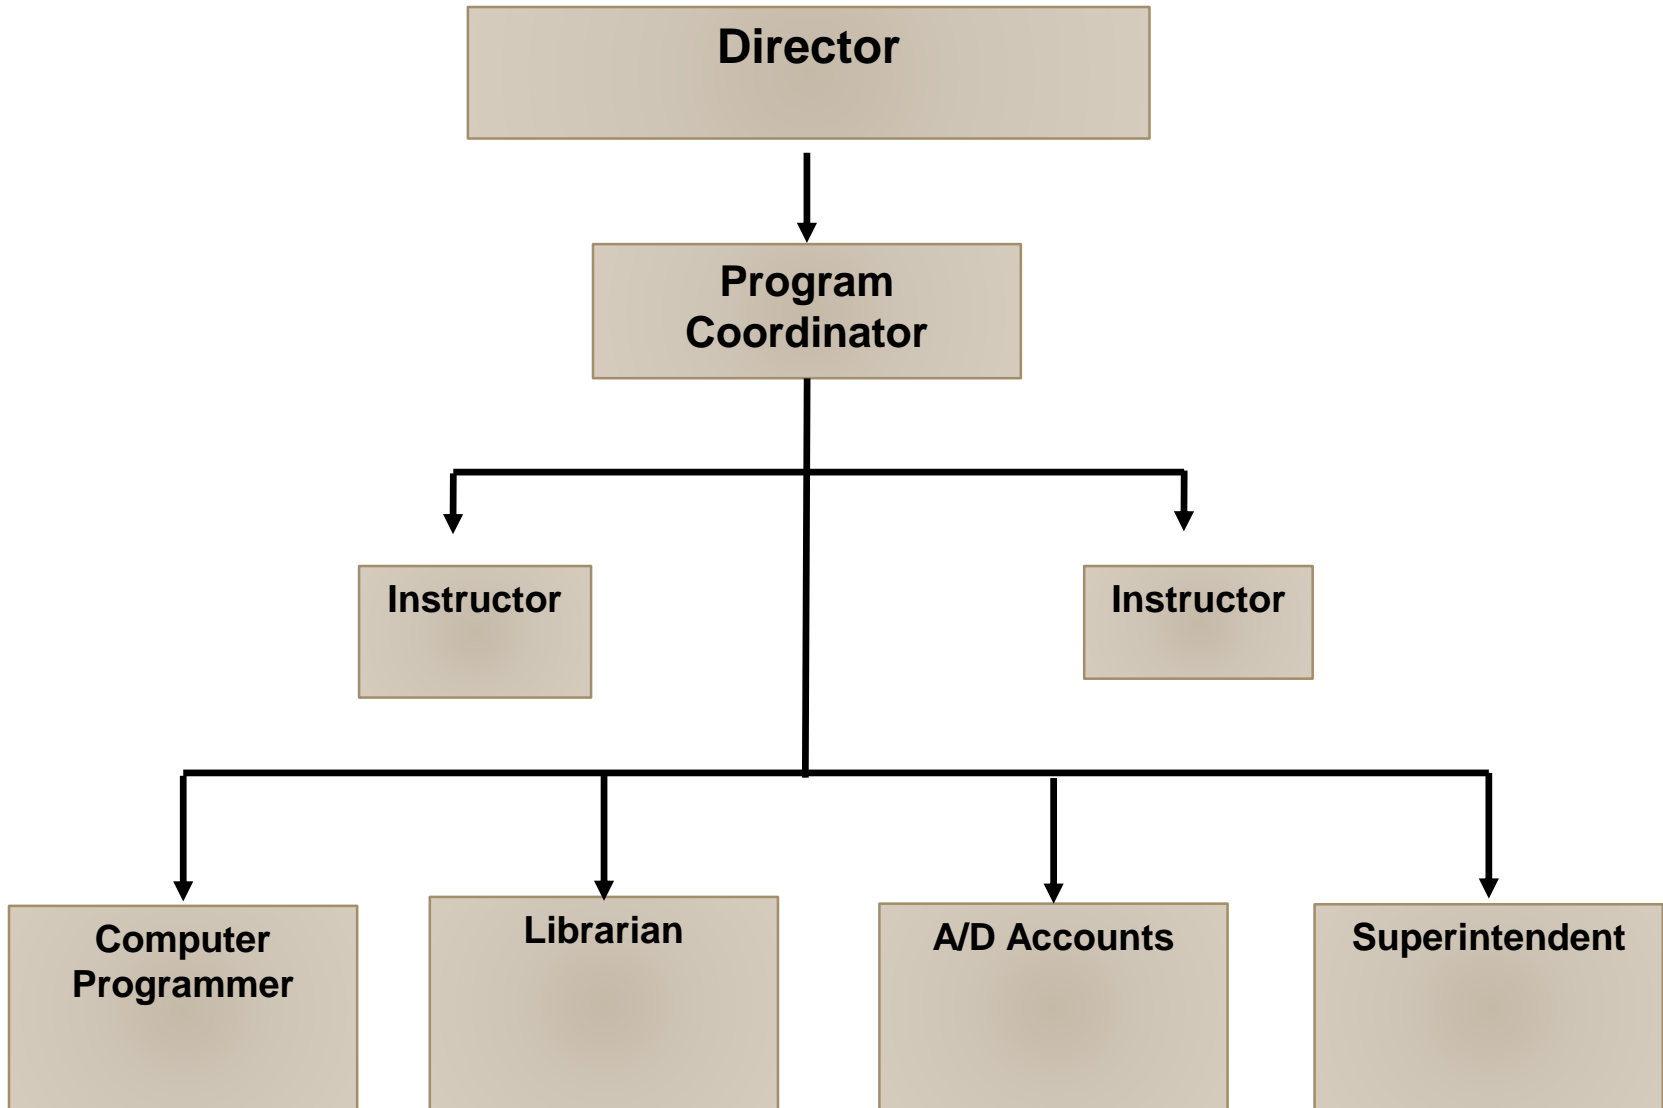 Director
Program
Coordinator
Instructor
Instructor
Computer
Programmer
Librarian
A/D Accounts
Superintendent